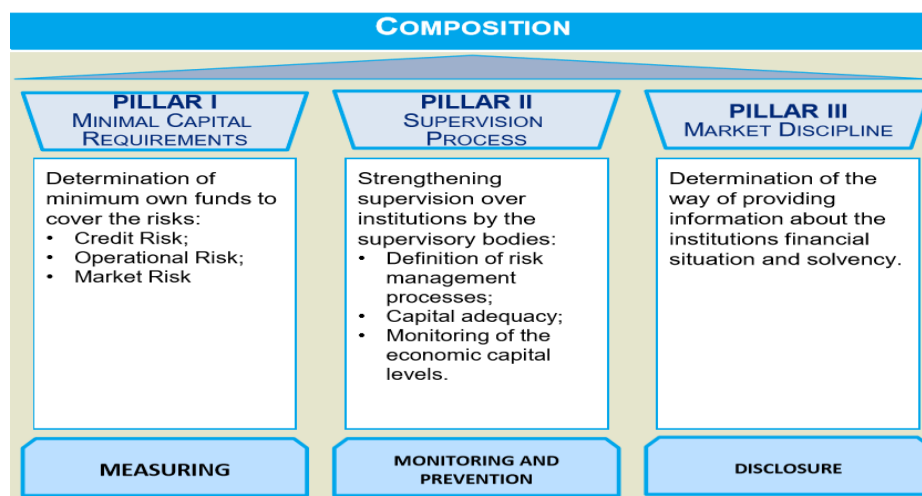 COMPOSITION
PILLAR I
MINIMAL CAPITAL
REQUIREMENTS
Determination of
minimum own funds to
cover the risks:
• Credit Risk;
• Operational Risk;
• Market Risk
MEASURING
PILLAR II
SUPERVISION
PROCESS
Strengthening
supervision over
institutions by the
supervisory bodies:
• Definition of risk
management
processes;
• Capital adequacy;
• Monitoring of the
economic capital
levels.
MONITORING AND
PREVENTION
PILLAR III
MARKET DISCIPLINE
Determination of the
way of providing
information about the
institutions financial
situation and solvency.
DISCLOSURE